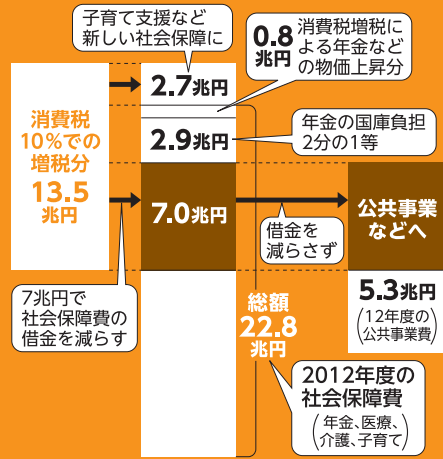 子育て支援など
新しい社会保障に
0.8
兆円
消費税増税に
よる年金など
の物価上昇分
2.7兆円
消費税
10%での
増税分
13.5
兆円
2.9兆円
年金の国庫負担
2分の1等
7.0兆円
公共事業
などへ
借金を
減らさず
7兆円で
社会保障費の
借金を減らす
総額
22.8
兆円
5.3兆円
(12年度の
公共事業費)
2012年度の
社会保障費
(年金、医療、
介護、子育て)